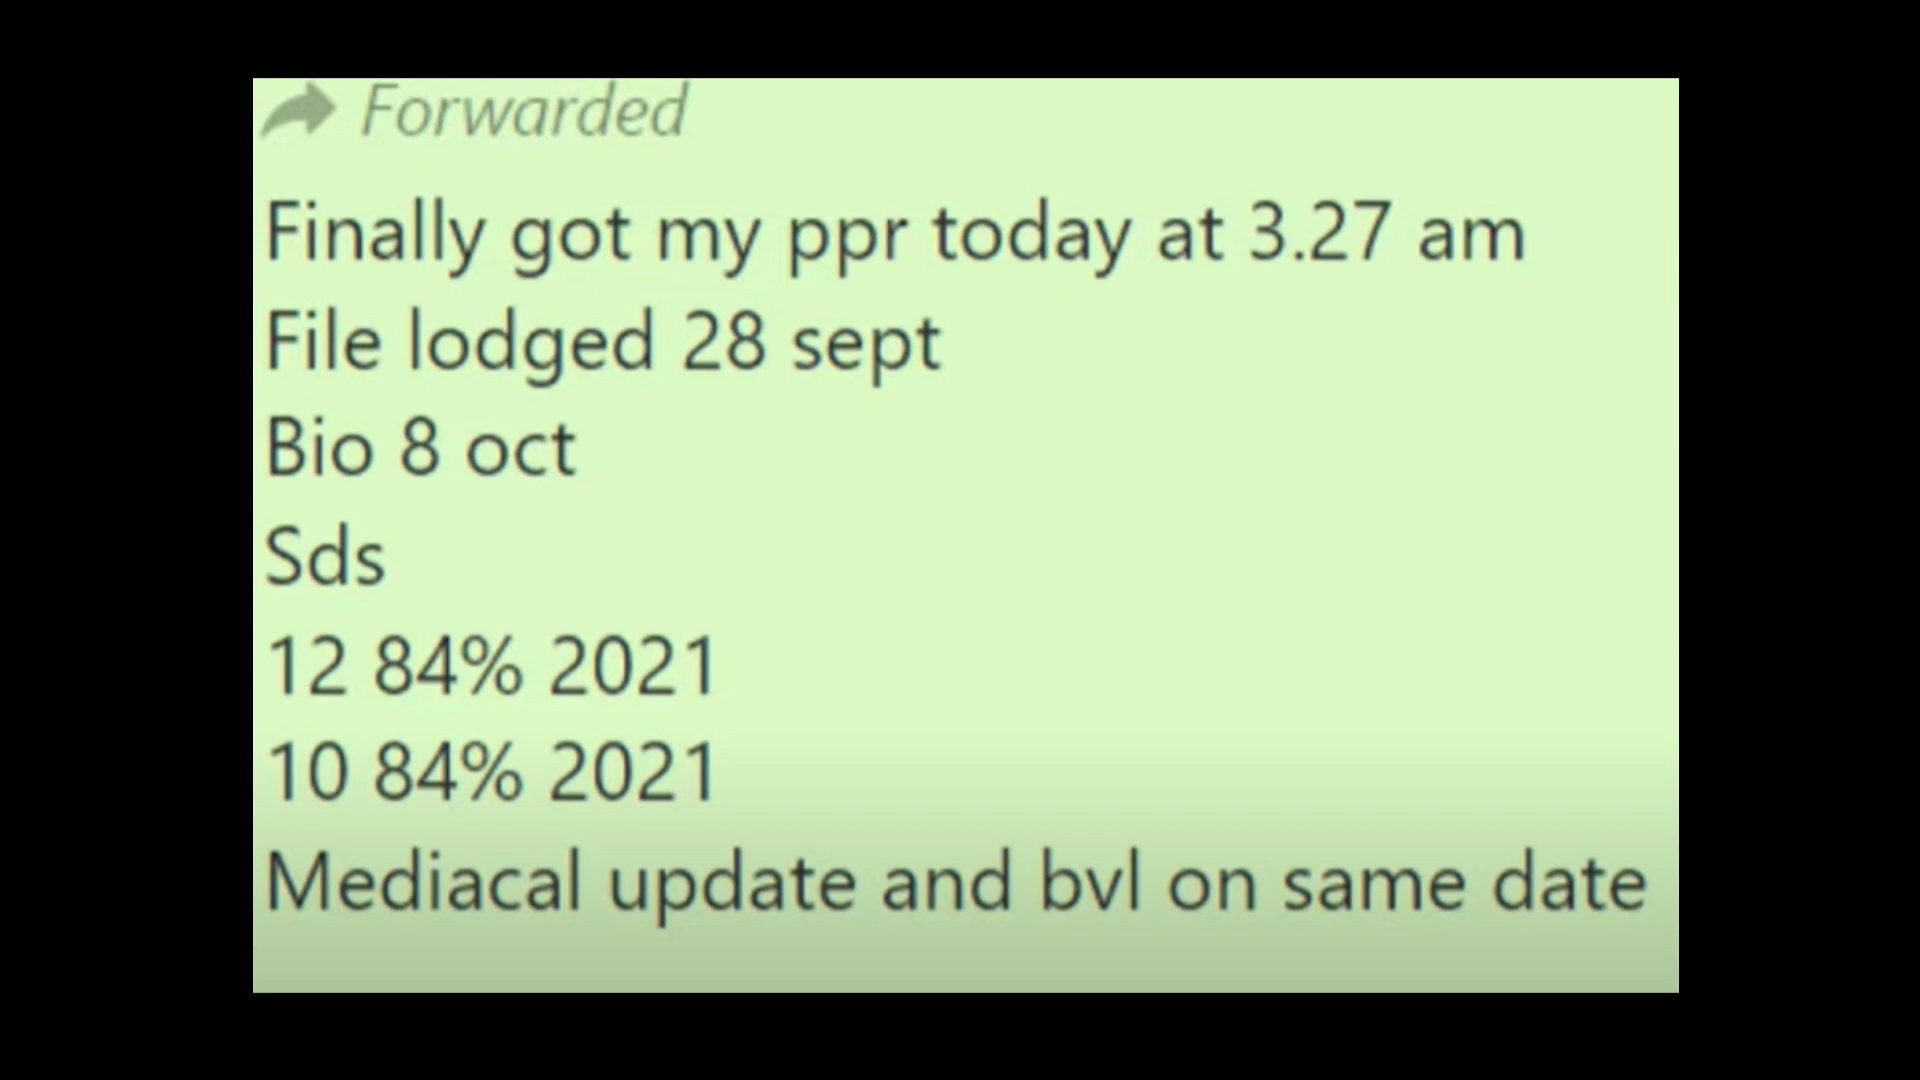 Forwarded
Finally got my ppr today at 3.27 am
File lodged 28 sept
Bio 8 oct
Sds
12 84% 2021
10 84% 2021
Mediacal update and bvl on same date